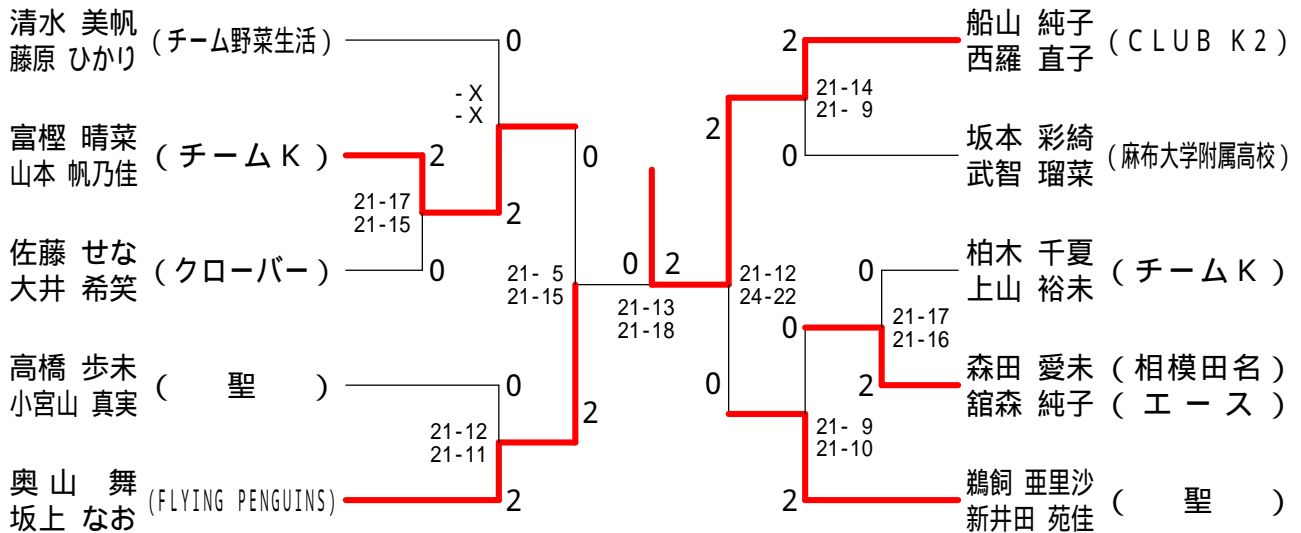 清水 美帆
藤原 ひかり
(チーム野菜生活)
0
- X
- X
富樫 晴菜
山本 帆乃佳
(チームK)
2
21-17
21-15
2
佐藤 せな
大井 希笑
(クローバー)
0
0
21- 5
21-15
高橋 歩未
小宮山 真実
(聖)
0
2
21-12
21-11
奥山 舞
坂上 なお
(FLYING PENGUINS)
2
0 2
21-13
21-18
2
船山 純子
西羅 直子
(CLUB K2)
21-14
21- 9
2
0
坂本 彩綺
武智 瑠菜
(麻布大学附属高校)
21-12
24-22
0
柏木 千夏
上山 裕未
(チームK)
0
21-17
21-16
2
森田 愛未 (相模田名)
舘森 純子 (エース)
0
21- 9
21-10
2
鵜飼 亜里沙
新井田 苑佳
(聖)